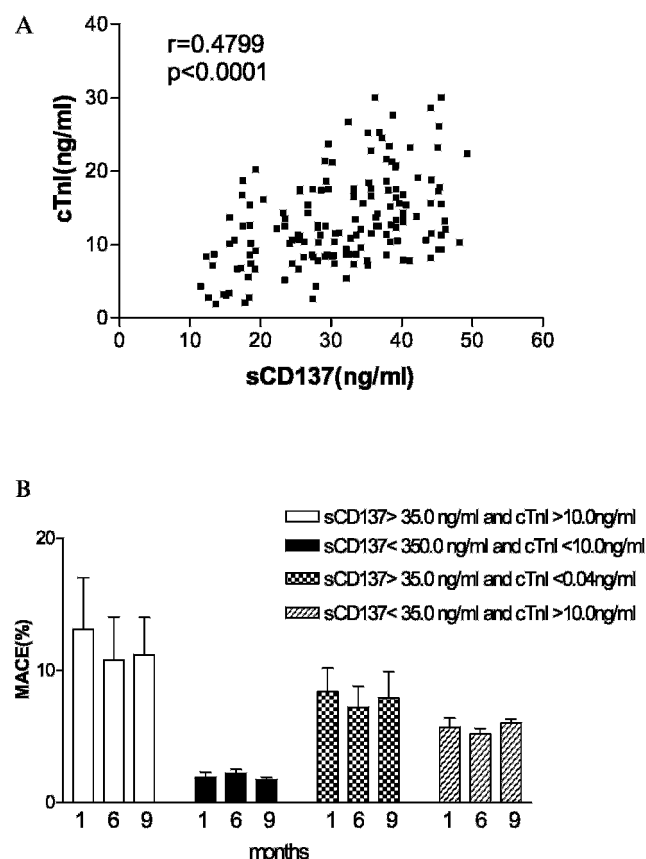 A
r=0.4799
p<0.0001
40
30
20
10
0
cTnI(ng/ml)
0 10 20 30 40 50 60
sCD137(ng/ml)
B
sCD137> 35.0 ng/ml and cTnI >10.0ng/ml
sCD137< 350.0 ng/ml and cTnI <10.0ng/ml
sCD137> 35.0 ng/ml and cTnI <0.04ng/ml
sCD137< 35.0 ng/ml and cTnI >10.0ng/ml
20
10
0
MACE(%)
1 6 9 1 6 9 1 6 9 1 6 9
months